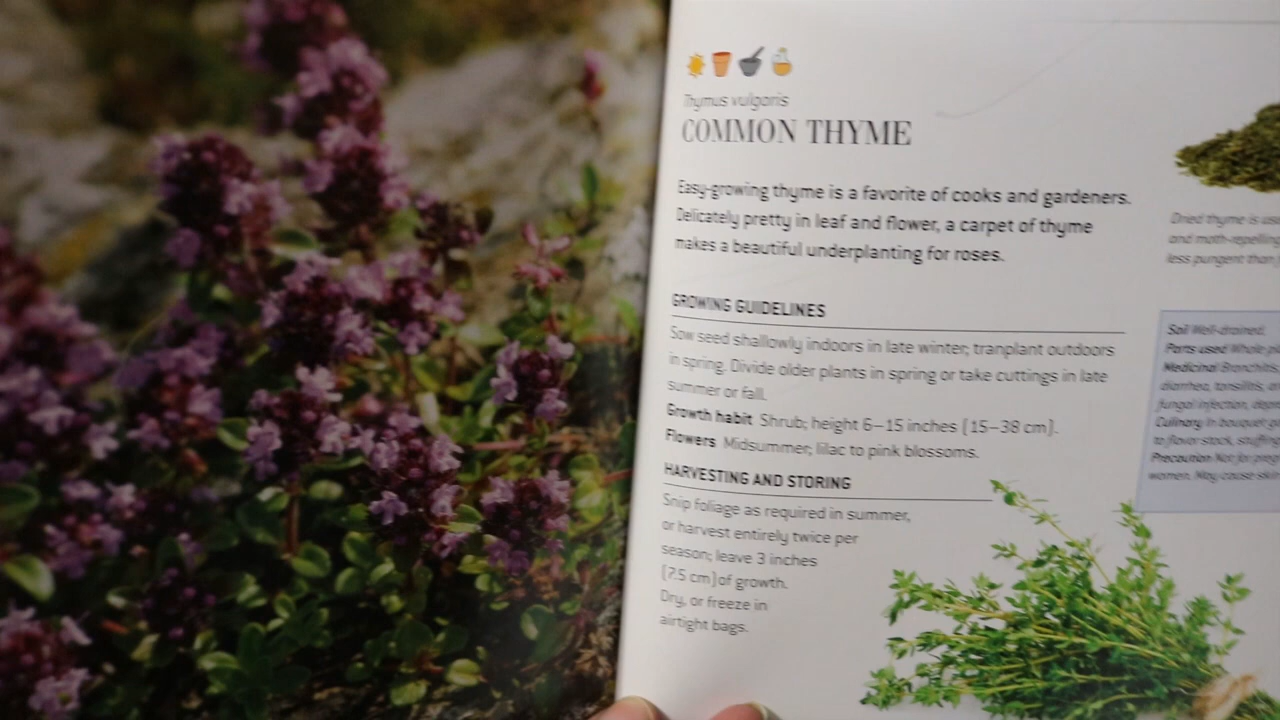 Thymus vulgaris
COMMON THYME
Easy-growing thyme is a favorite of cooks and gardeners.
Delicately pretty in leaf and flower, a carpet of thyme
makes a beautiful underplanting for roses.
GROWING GUIDELINES
Sow seed shallowly indoors in late winter; tranplant outdoors
in spring. Divide older plants in spring or take cuttings in late
summer or fall.
Growth habit Shrub; height 6–15 inches (15–38 cm).
Flowers Midsummer; lilac to pink blossoms.
HARVESTING AND STORING
Snip foliage as required in summer,
or harvest entirely twice per
season; leave 3 inches
(7.5 cm) of growth.
Dry, or freeze in
airtight bags.
Dried thyme is
and moth-repelling
less pungent than
Soil Well-drained.
Parts used Whole
Medicinal Bronchitis,
diarrhea, tonsilitis,
fungal infection,
Culinary In bouquet
to flavor stock,
Precaution Not for
women. May cause